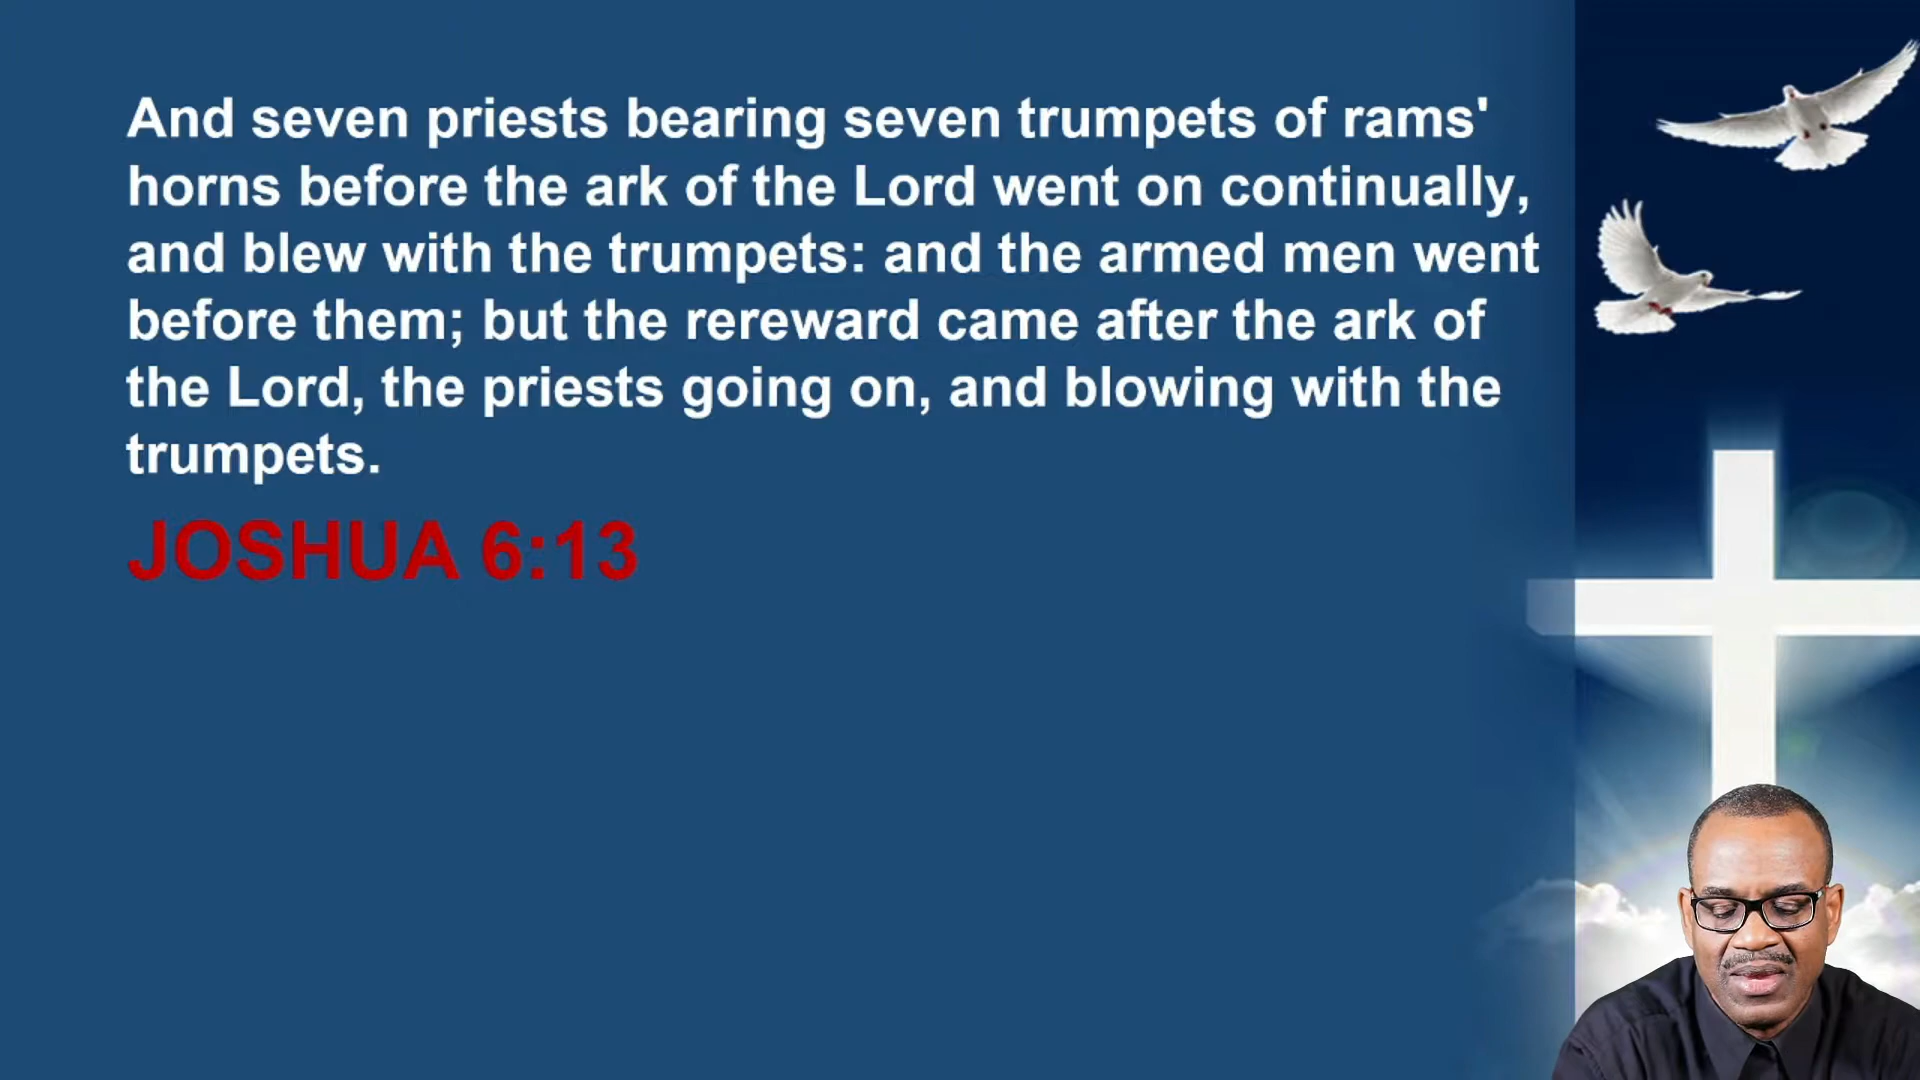 And seven priests bearing seven trumpets of rams'
horns before the ark of the Lord went on continually,
and blew with the trumpets: and the armed men went
before them; but the rereward came after the ark of
the Lord, the priests going on, and blowing with the
trumpets.
JOSHUA 6:13